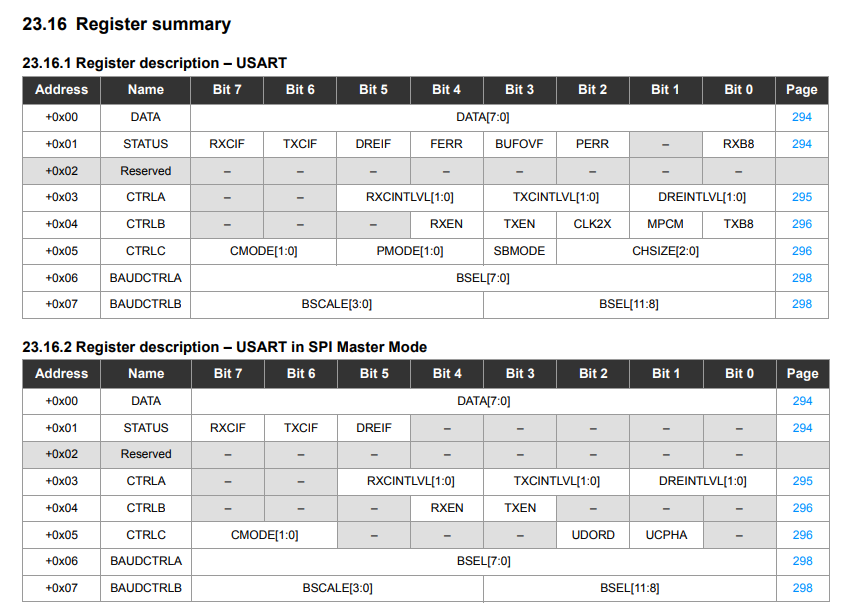 23.16 Register summary
23.16.1 Register description – USART
Address Name Bit 7 Bit 6 Bit 5 Bit 4 Bit 3 Bit 2 Bit 1 Bit 0 Page
+0x00 DATA DATA[7:0] 294
+0x01 STATUS RXCIF TXCIF DREIF FERR BUFOVF PERR – RXB8 294
+0x02 Reserved – – – – – – – –
+0x03 CTRLA – – RXCINTLVL[1:0] TXCINTLVL[1:0] DREINTLVL[1:0] 295
+0x04 CTRLB – – – RXEN TXEN CLK2X MPCM TXB8 296
+0x05 CTRLC CMODE[1:0] PMODE[1:0] SBMODE CHSIZE[2:0] 296
+0x06 BAUDCTRLA BSEL[7:0] 298
+0x07 BAUDCTRLB BSCALE[3:0] BSEL[11:8] 298
23.16.2 Register description – USART in SPI Master Mode
Address Name Bit 7 Bit 6 Bit 5 Bit 4 Bit 3 Bit 2 Bit 1 Bit 0 Page
+0x00 DATA DATA[7:0] 294
+0x01 STATUS RXCIF TXCIF DREIF – – – – – 294
+0x02 Reserved – – – – – – – –
+0x03 CTRLA – – RXCINTLVL[1:0] TXCINTLVL[1:0] DREINTLVL[1:0] 295
+0x04 CTRLB – – – RXEN TXEN – – – 296
+0x05 CTRLC CMODE[1:0] – – – UDORD UCPHA – 296
+0x06 BAUDCTRLA BSEL[7:0] 298
+0x07 BAUDCTRLB BSCALE[3:0] BSEL[11:8] 298